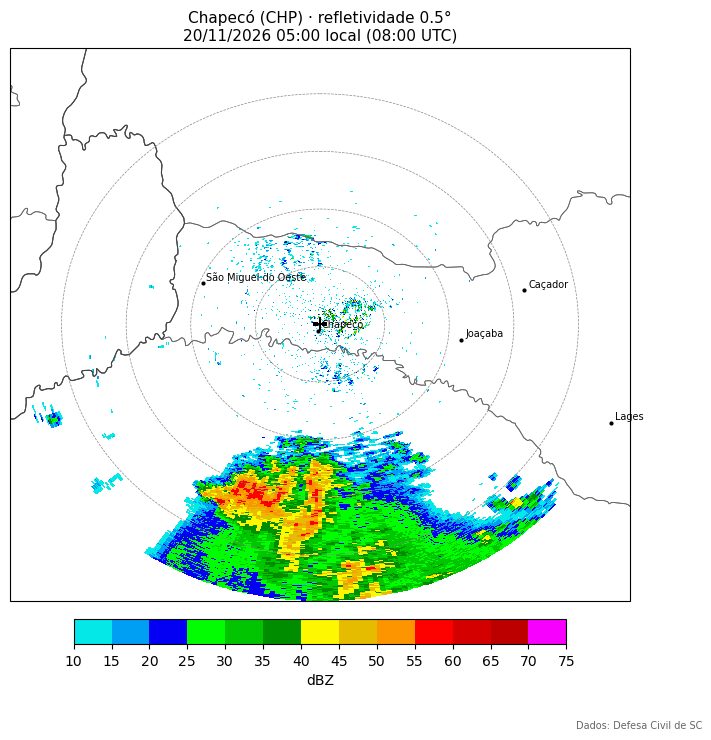 Chapecó (CHP) · refletividade 0.5°
20/11/2026 05:00 local (08:00 UTC)
São Miguel do Oeste
Caçador
Chapecó
Joaçaba
Lages
10 15 20 25 30 35 40 45 50 55 60 65 70 75
dBZ
Dados: Defesa Civil de SC